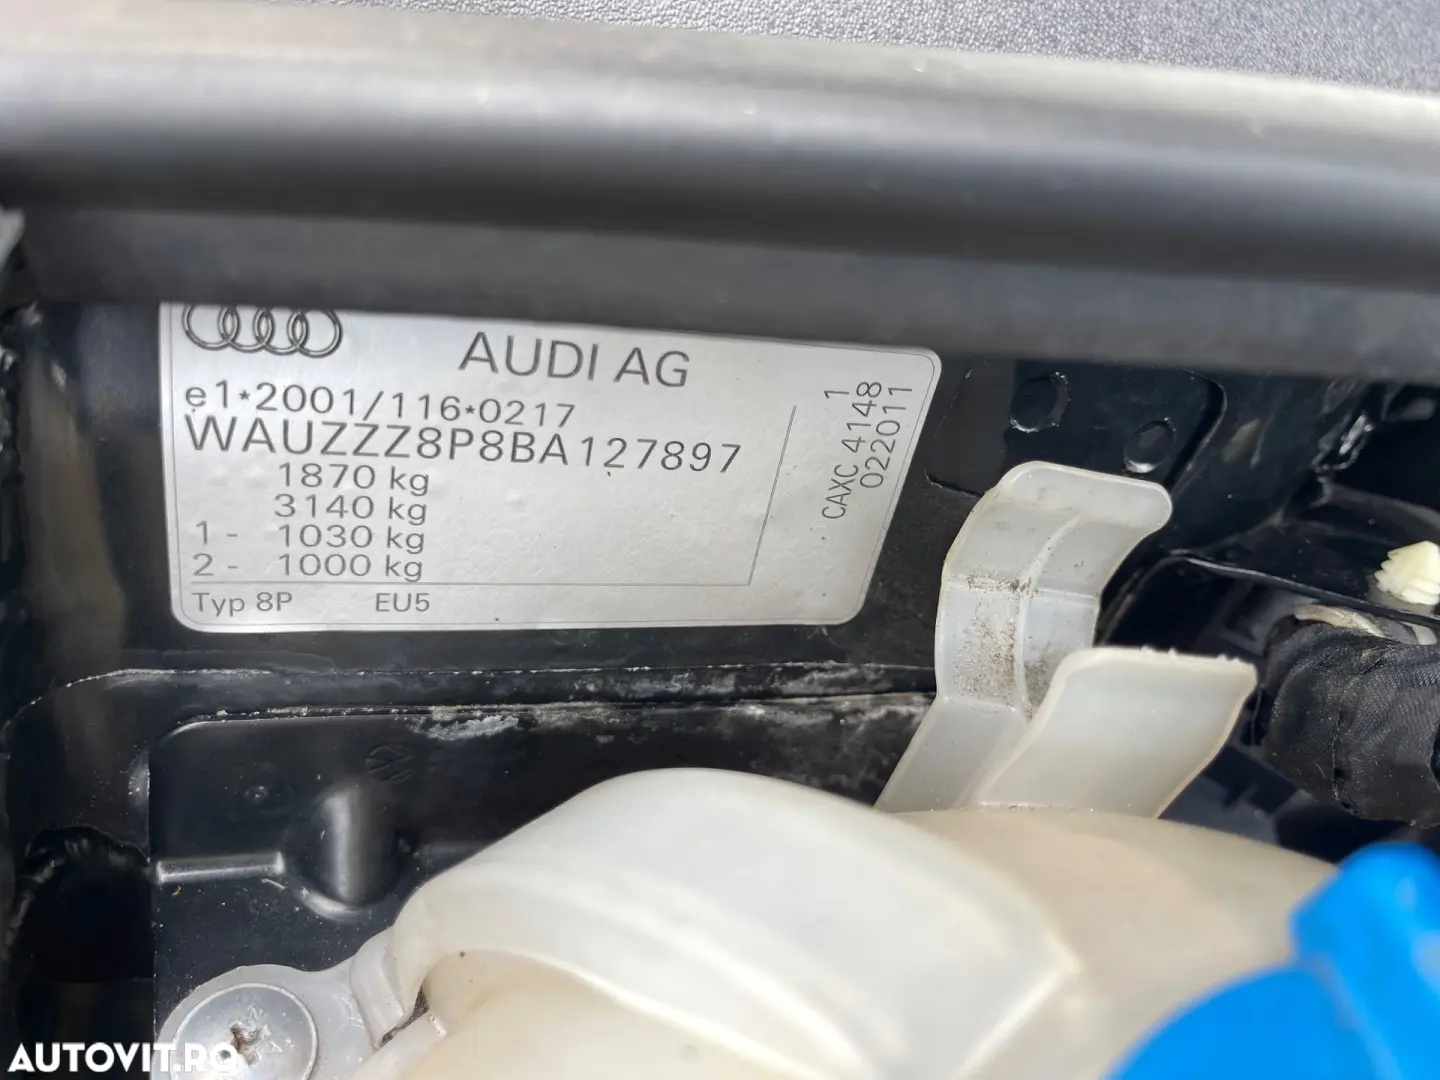 AUDI AG
e1*2001/116*0217
WAUZZZ8P8BA127897
1870 kg
3140 kg
1 - 1030 kg
2 - 1000 kg
Typ 8P EU5
1
CAXC 4148
022011
AUTOVIT.RO